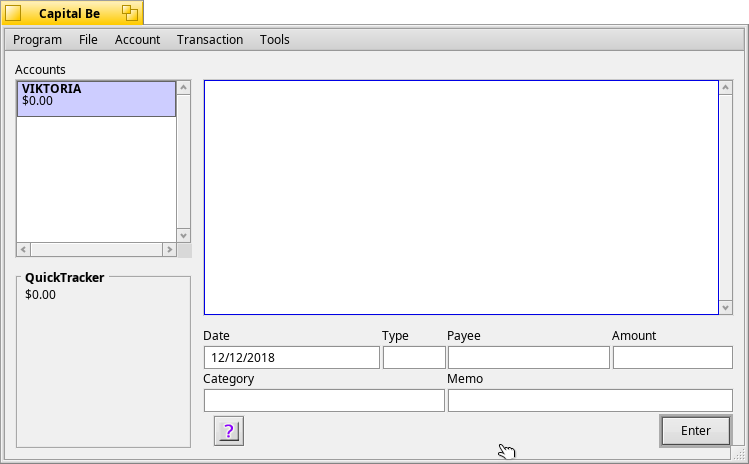 Capital Be
Program File Account Transaction Tools
Accounts
VIKTORIA
$0.00
QuickTracker
$0.00
Date Type Payee Amount
12/12/2018
Category Memo
?
Enter